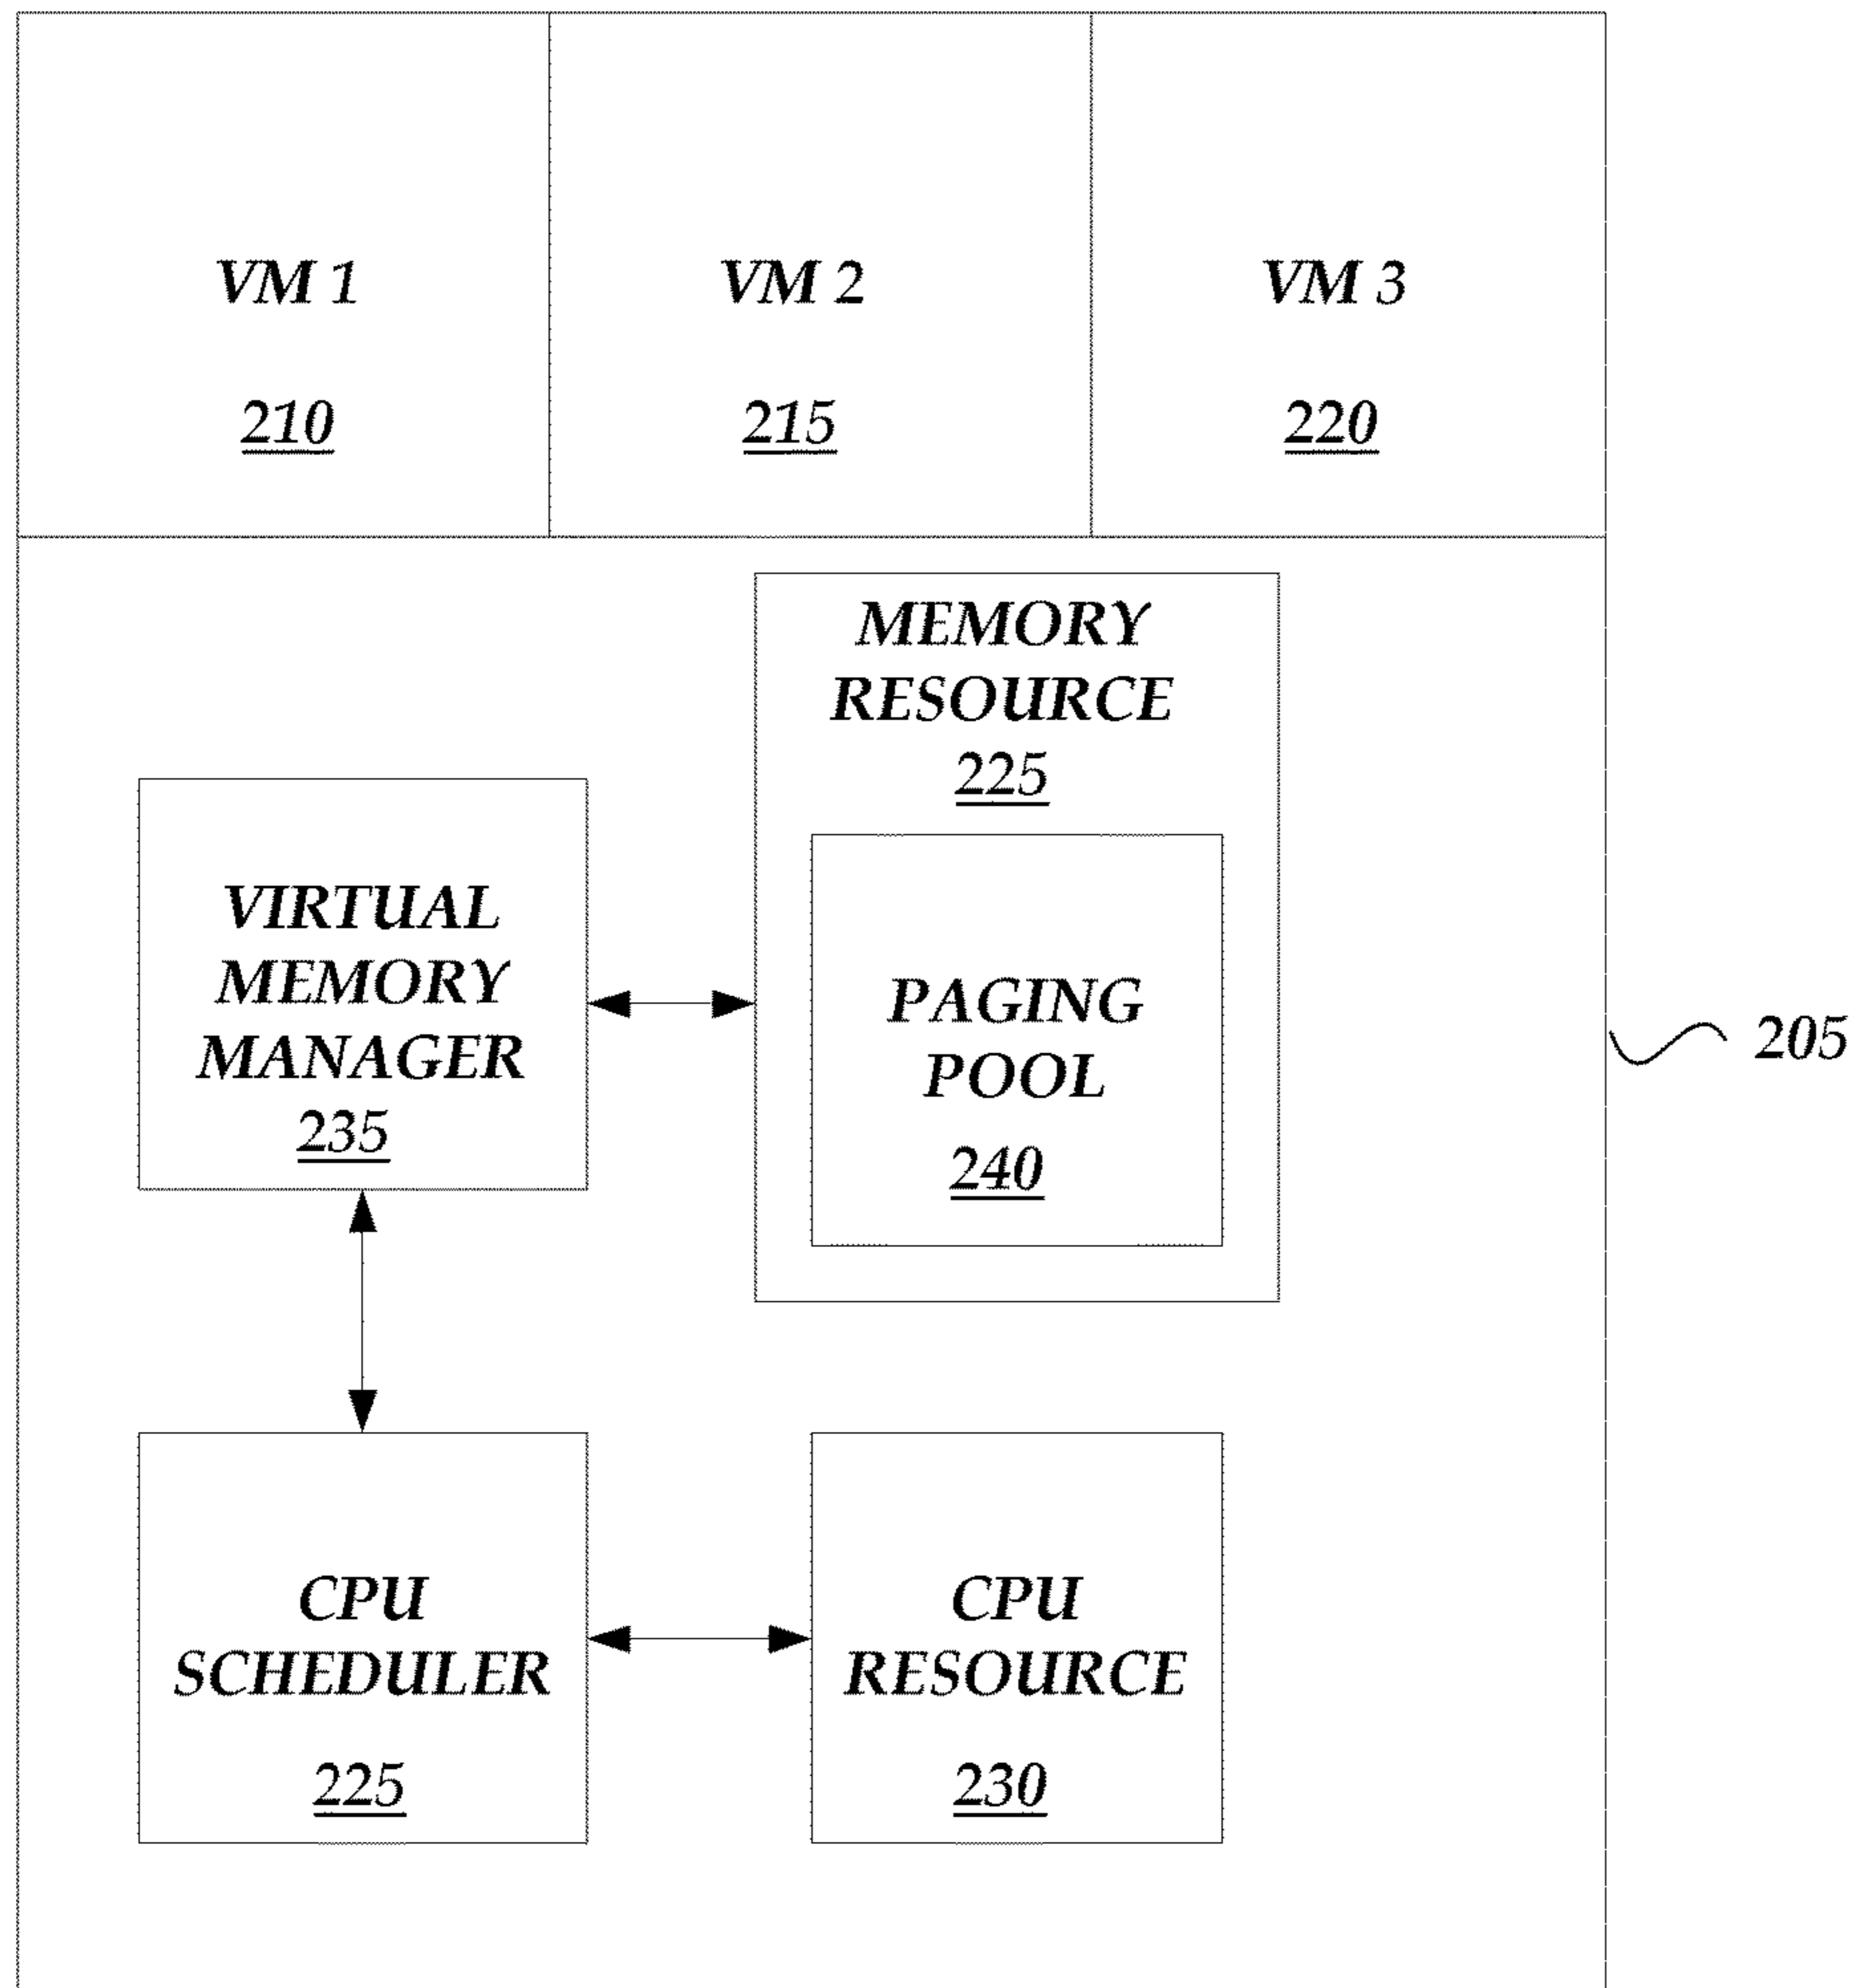 VM 1
210
VM 2
215
VM 3
220
MEMORY
RESOURCE
225
VIRTUAL
MEMORY
MANAGER
235
PAGING
POOL
240
205
CPU
SCHEDULER
225
CPU
RESOURCE
230